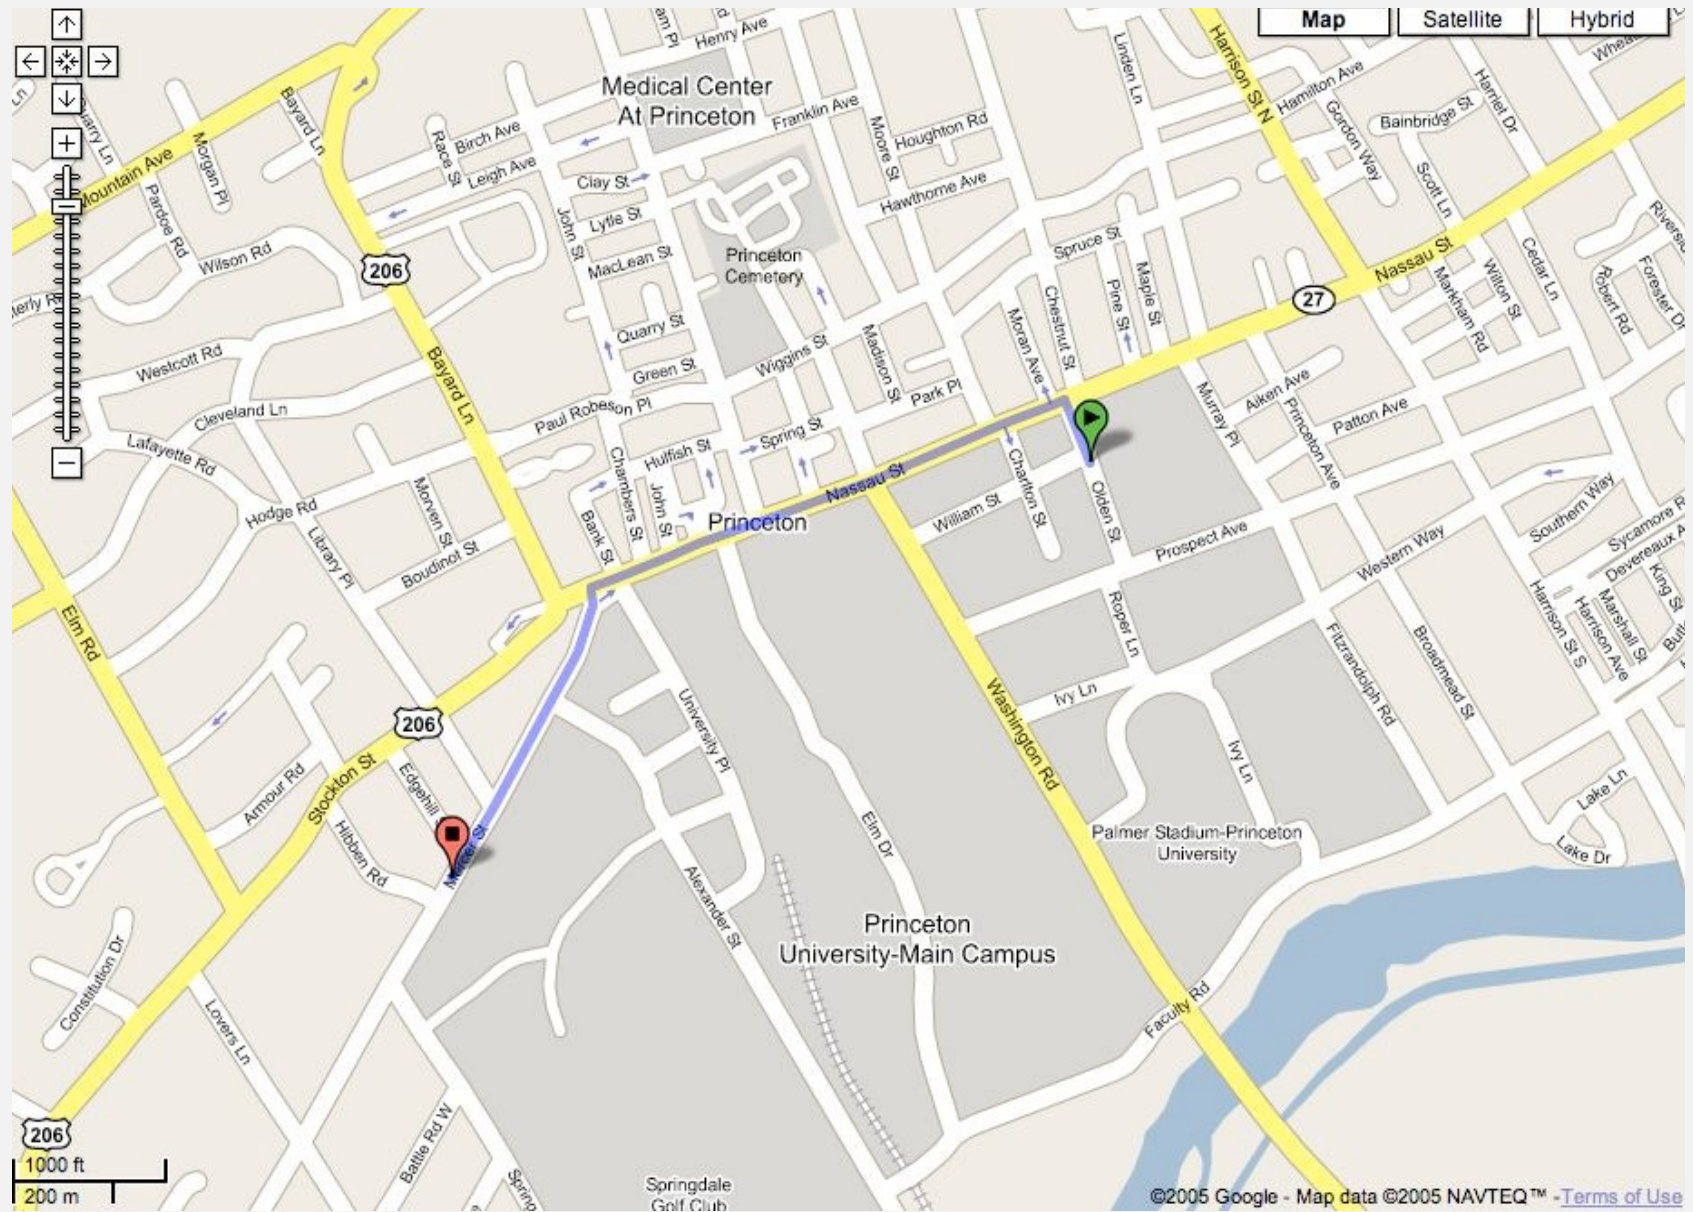 Map
Satellite
Hybrid
Henry Ave
Medical Center
At Princeton
Franklin Ave
Birch Ave
Race St
Leigh Ave
Clay St
Lytle St
John St
MacLean St
Princeton
Cemetery
Moore St
Houghton Rd
Hawthorne Ave
Linden Ln
Harrison St N
Hamilton Ave
Gordon Way
Bainbridge St
Harriet Dr
Scott Ln
Bayard Ln
Morgan Pl
Mountain Ave
Pardoe Rd
Wilson Rd
206
Spruce St
Maple St
Pine St
Chestnut St
Moran Ave
27
Nassau St
Markham Rd
Wilton St
Cedar Ln
Robert Rd
Forester Dr
Westcott Rd
Cleveland Ln
Lafayette Rd
Hodge Rd
Bayard Ln
Quarry St
Green St
Wiggins St
Madison St
Park Pl
Paul Robeson Pl
Spring St
Hulfish St
Chambers St
John St
Bank St
Princeton
Nassau St
Charlton St
William St
Olden St
Murray Pl
Aiken Ave
Princeton Ave
Patton Ave
Prospect Ave
Western Way
Southern Way
Morven St
Boudinot St
Library Pl
Elm Rd
Roper Ln
Ivy Ln
Ivy Ln
Fitzrandolph Rd
Broadmead St
Harrison St S
Harrison Ave
Marshall St
King St
University Pl
Washington Rd
206
Stockton St
Armour Rd
Edgehill
Hibben Rd
Mercer St
Elm Dr
Alexander St
Palmer Stadium-Princeton
University
Lake Ln
Lake Dr
Princeton
University-Main Campus
Faculty Rd
Constitution Dr
Lovers Ln
Battle Rd W
206
1000 ft
200 m
Springdale
Golf Club
©2005 Google - Map data ©2005 NAVTEQ™ -Terms of Use